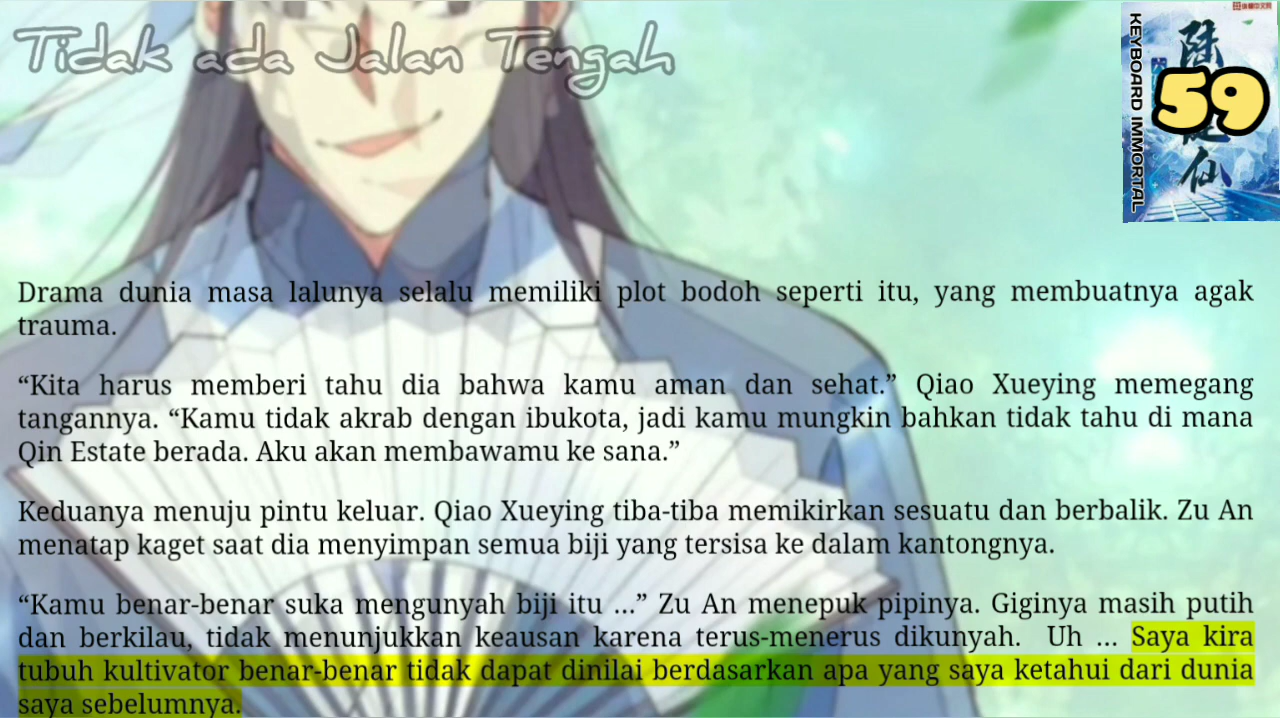 Tidak ada Jalan Tengah
KEYBOARD IMMORTAL
59
Drama dunia masa lalunya selalu memiliki plot bodoh seperti itu, yang membuatnya agak
trauma.
“Kita harus memberi tahu dia bahwa kamu aman dan sehat.” Qiao Xueying memegang
tangannya. “Kamu tidak akrab dengan ibukota, jadi kamu mungkin bahkan tidak tahu di mana
Qin Estate berada. Aku akan membawamu ke sana.”
Keduanya menuju pintu keluar. Qiao Xueying tiba-tiba memikirkan sesuatu dan berbalik. Zu An
menatap kaget saat dia menyimpan semua biji yang tersisa ke dalam kantongnya.
“Kamu benar-benar suka mengunyah biji itu ...” Zu An menepuk pipinya. Giginya masih putih
dan berkilau, tidak menunjukkan keausan karena terus-menerus dikunyah. Uh ... Saya kira
tubuh kultivator benar-benar tidak dapat dinilai berdasarkan apa yang saya ketahui dari dunia
saya sebelumnya.